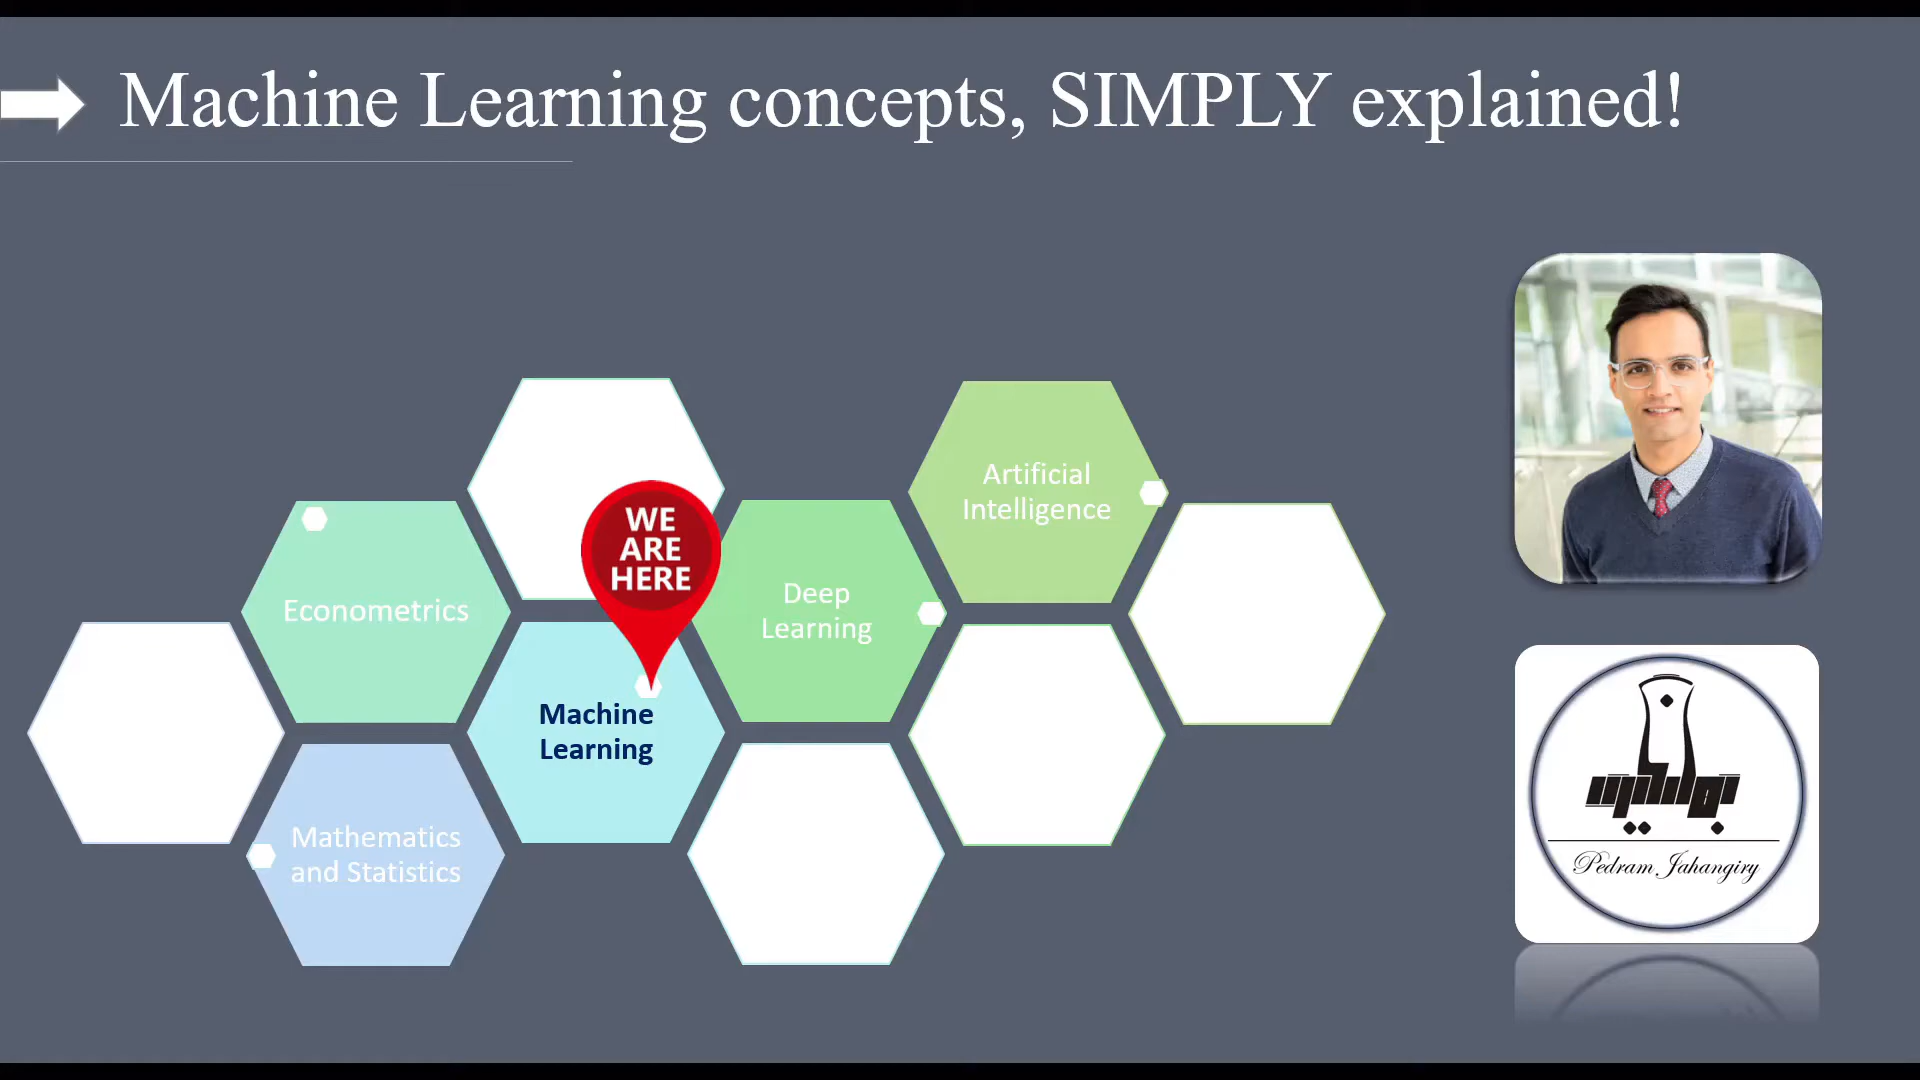 Machine Learning concepts, SIMPLY explained!
Artificial
Intelligence
WE
ARE
HERE
Econometrics
Deep
Learning
Machine
Learning
Mathematics
and Statistics
Pedram Jahangiry